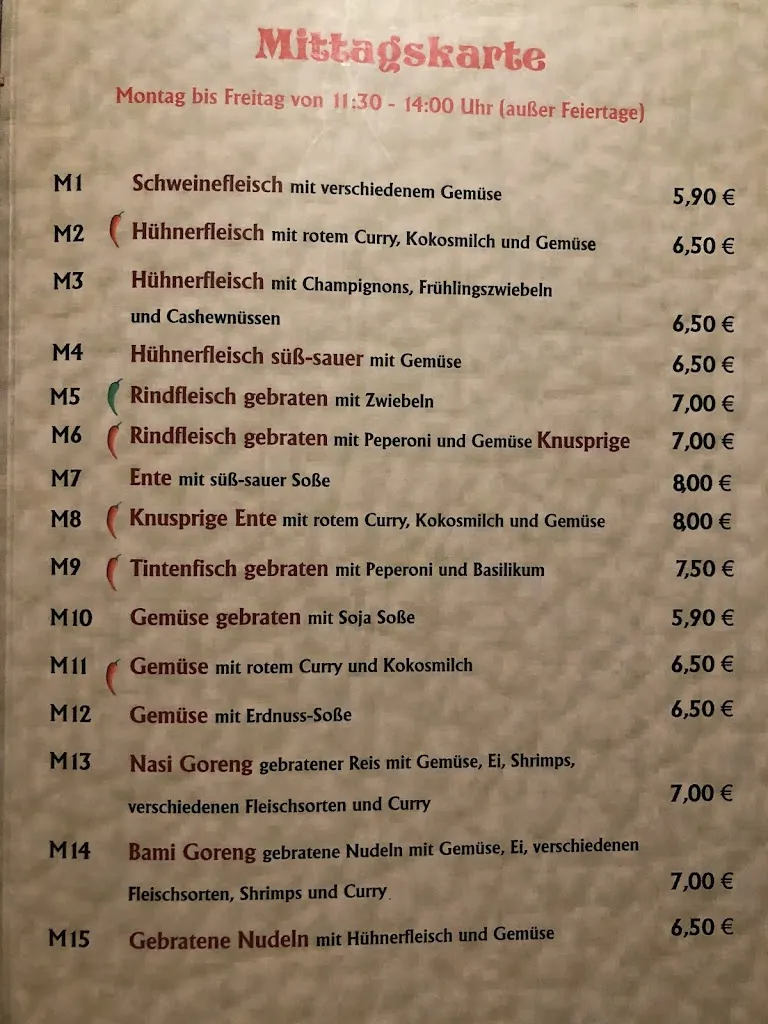 Mittagskarte
Montag bis Freitag von 11:30 - 14:00 Uhr (außer Feiertage)
M1 Schweinefleisch mit verschiedenem Gemüse 5,90 €
M2 Hühnerfleisch mit rotem Curry, Kokosmilch und Gemüse 6,50 €
M3 Hühnerfleisch mit Champignons, Frühlingszwiebeln
und Cashewnüssen 6,50 €
M4 Hühnerfleisch süß-sauer mit Gemüse 6,50 €
M5 Rindfleisch gebraten mit Zwiebeln 7,00 €
M6 Rindfleisch gebraten mit Peperoni und Gemüse Knusprige 7,00 €
M7 Ente mit süß-sauer Soße 8,00 €
M8 Knusprige Ente mit rotem Curry, Kokosmilch und Gemüse 8,00 €
M9 Tintenfisch gebraten mit Peperoni und Basilikum 7,50 €
M10 Gemüse gebraten mit Soja Soße 5,90 €
M11 Gemüse mit rotem Curry und Kokosmilch 6,50 €
M12 Gemüse mit Erdnuss-Soße 6,50 €
M13 Nasi Goreng gebratener Reis mit Gemüse, Ei, Shrimps,
verschiedenen Fleischsorten und Curry 7,00 €
M14 Bami Goreng gebratene Nudeln mit Gemüse, Ei, verschiedenen
Fleischsorten, Shrimps und Curry. 7,00 €
M15 Gebratene Nudeln mit Hühnerfleisch und Gemüse 6,50 €